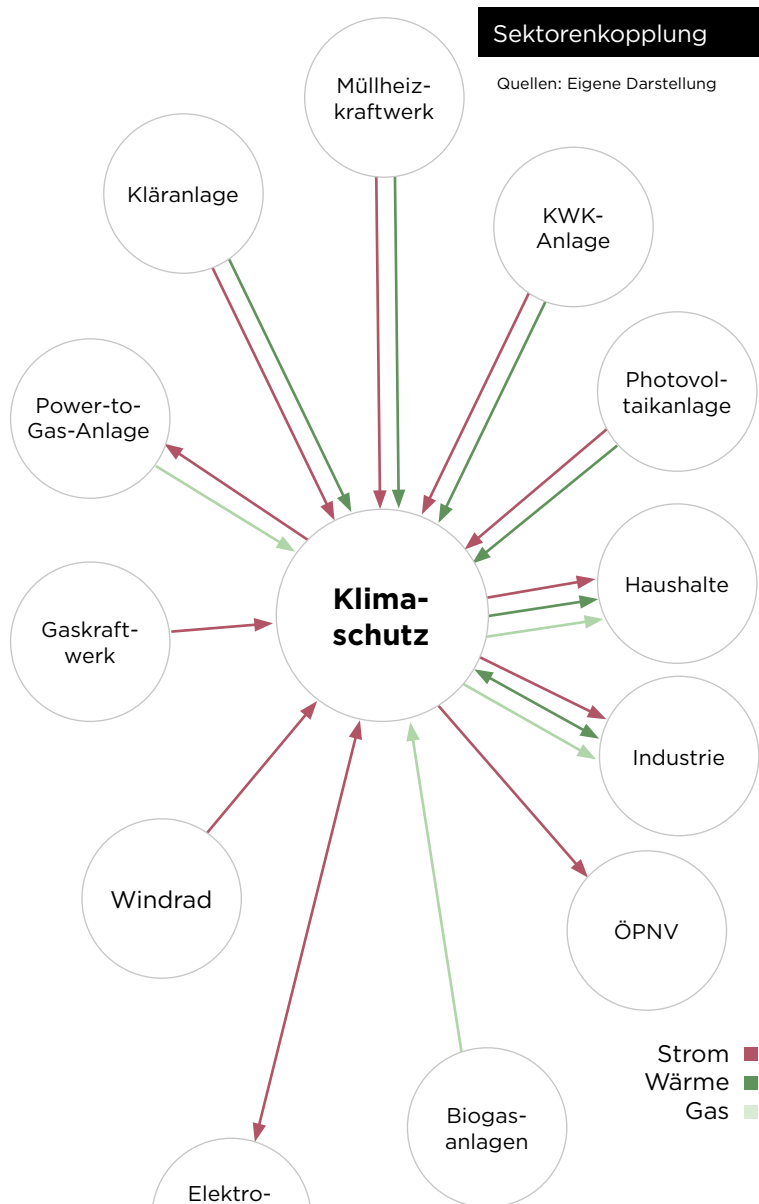 Sektorenkopplung
Quellen: Eigene Darstellung
Müllheiz-
kraftwerk
Kläranlage
KWK-
Anlage
Photovol-
taikanlage
Power-to-
Gas-Anlage
Haushalte
Klima-
schutz
Gaskraft-
werk
Industrie
Windrad
ÖPNV
Strom
Wärme
Gas
Biogas-
anlagen
Elektro-